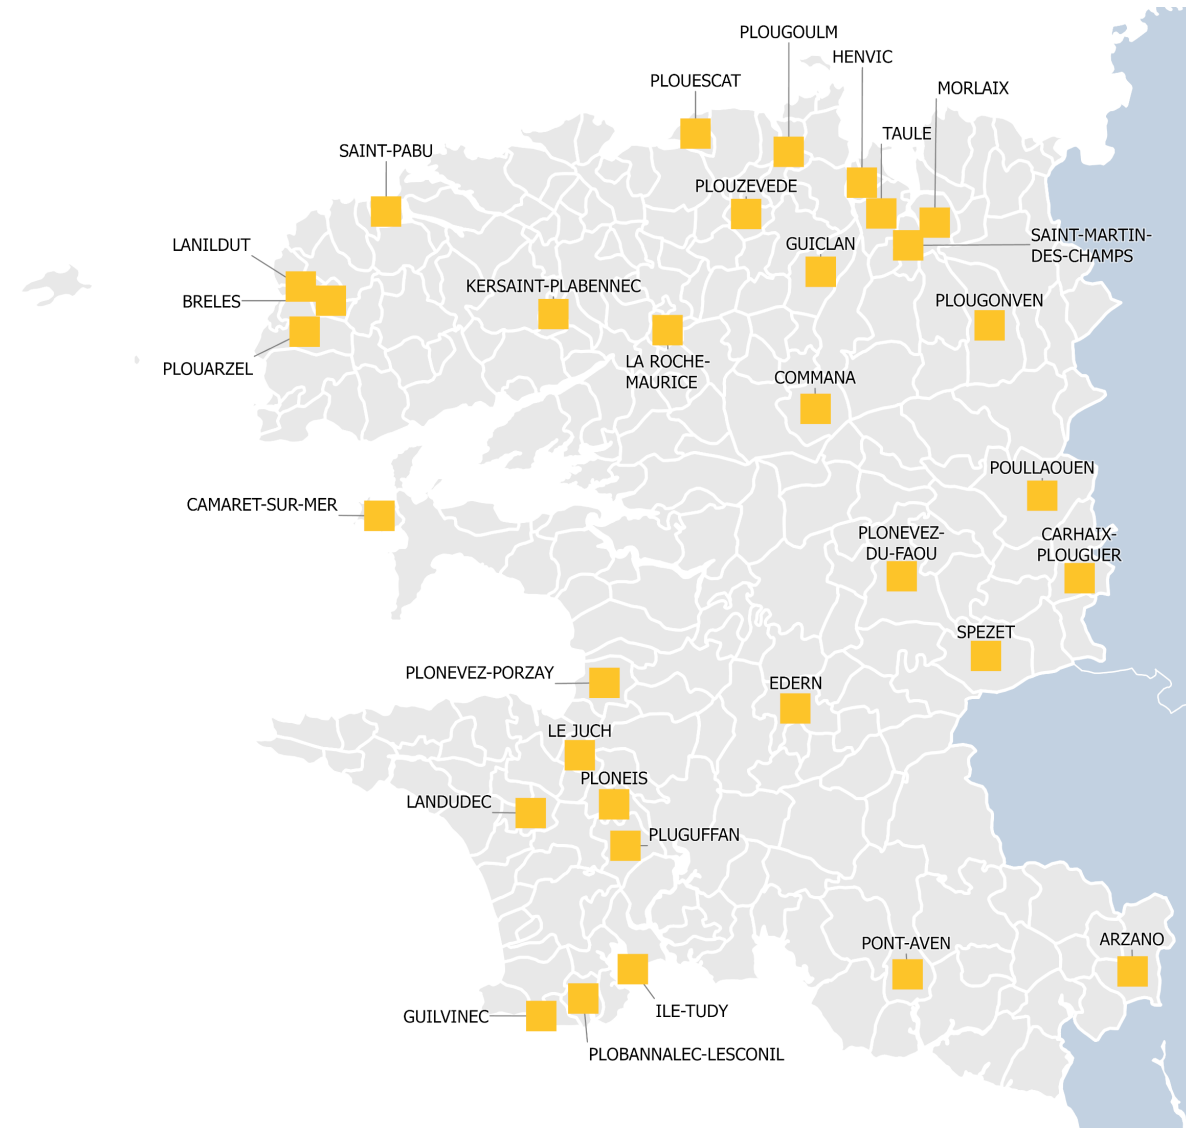 PLOUGOULM
HENVIC
PLOUESCAT
MORLAIX
TAULE
SAINT-PABU
PLOUZEVEDE
LANILDUT
GUICLAN
SAINT-MARTIN-
DES-CHAMPS
KERSAINT-PLABENNEC
BRELES
PLOUGONVEN
PLOUARZEL
LA ROCHE-
MAURICE
COMMANA
POULLAOUEN
CAMARET-SUR-MER
PLONEVEZ-
DU-FAOU
CARHAIX-
PLOUGUER
SPEZET
PLONEVEZ-PORZAY
EDERN
LE JUCH
PLONEIS
LANDUDEC
PLUGUFFAN
PONT-AVEN
ARZANO
ILE-TUDY
GUILVINEC
PLOBANNALEC-LESCONIL